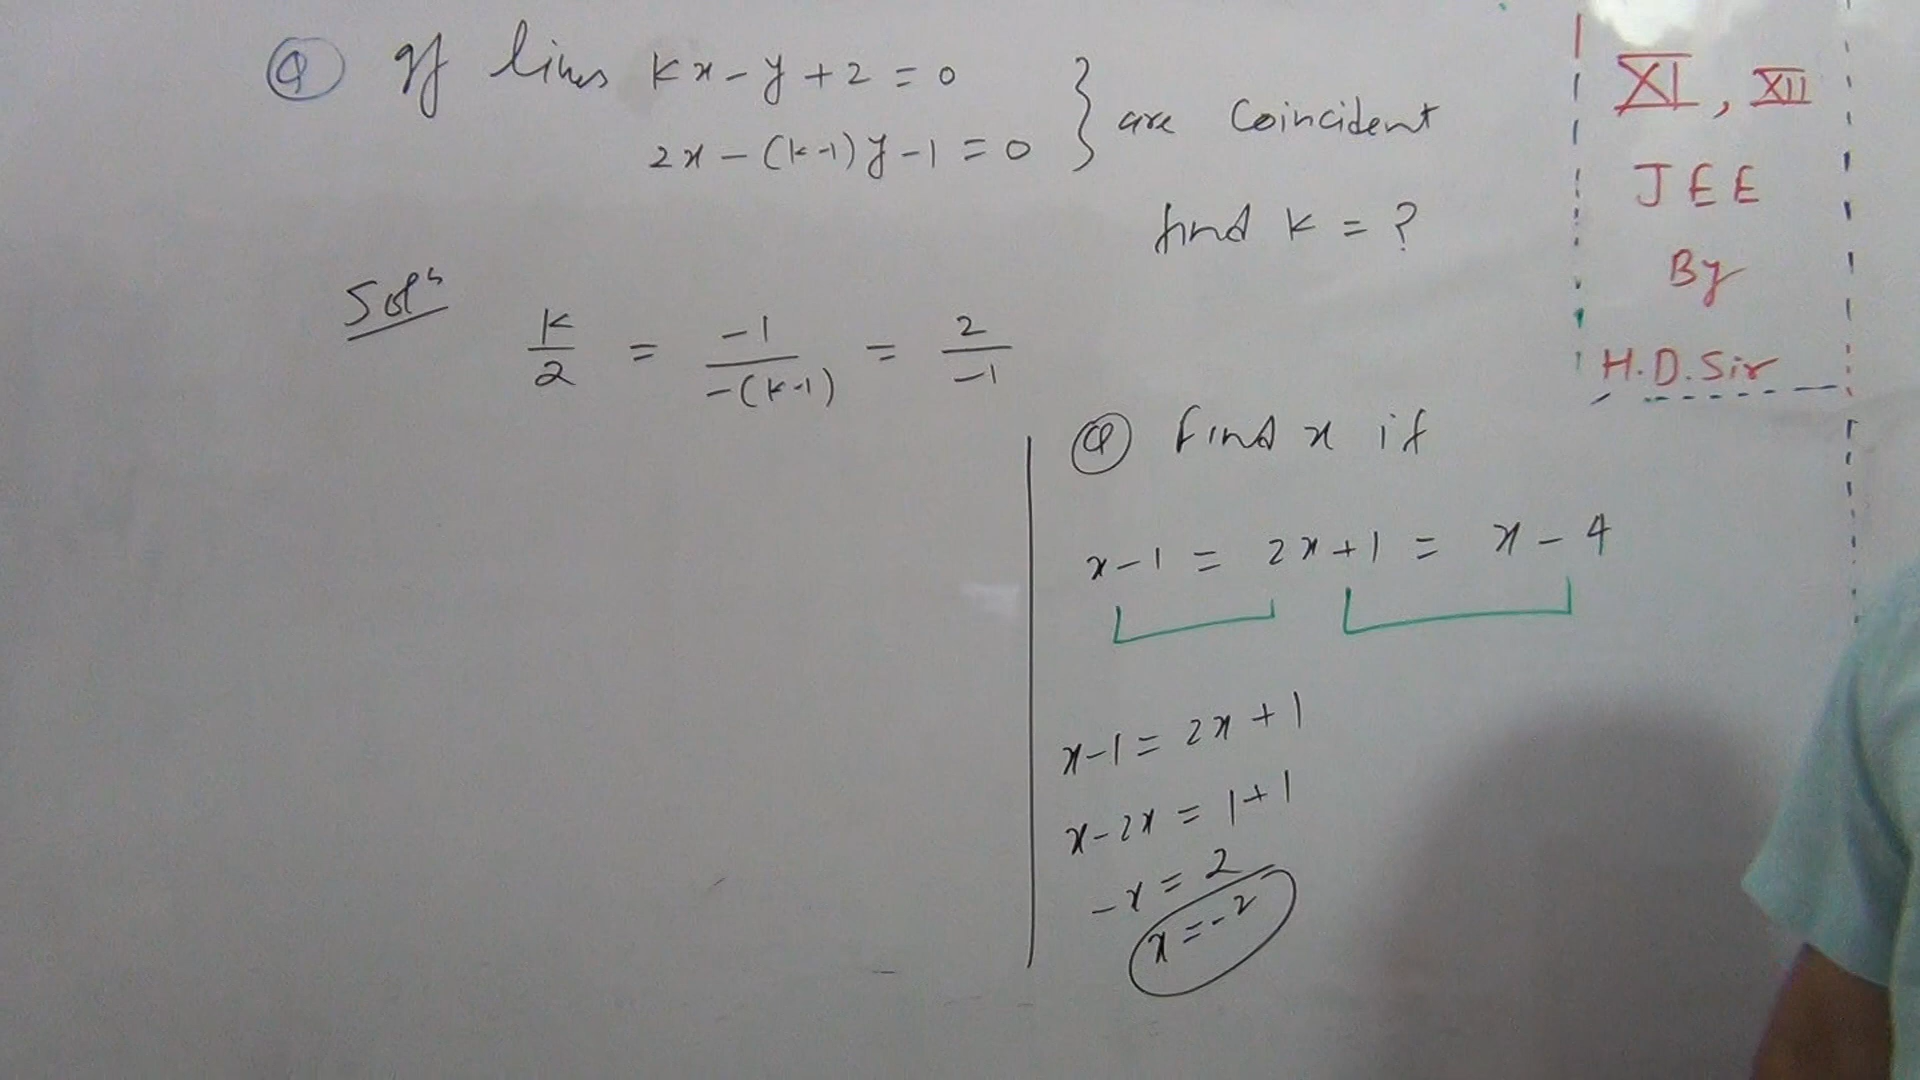 Q If lines kx - y + 2 = 0
2x - (k-1)y - 1 = 0 } are Coincident
find k = ?
Solⁿ
k/2 = -1/-(k-1) = 2/-1
Q Find x if
x-1 = 2x+1 = x-4
x-1 = 2x+1
x-2x = 1+1
-x = 2
x = -2
XI, XII
JEE
By
H.D. Sir